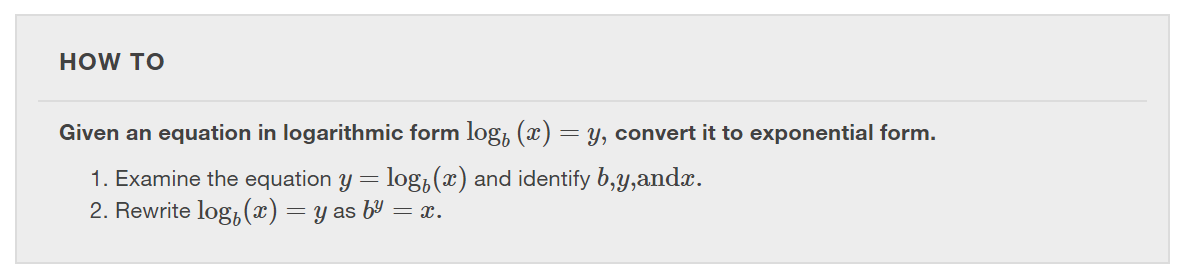 HOW TO
Given an equation in logarithmic form log_b (x) = y, convert it to exponential form.
1. Examine the equation y = log_b(x) and identify b,y,andx.
2. Rewrite log_b(x) = y as b^y = x.